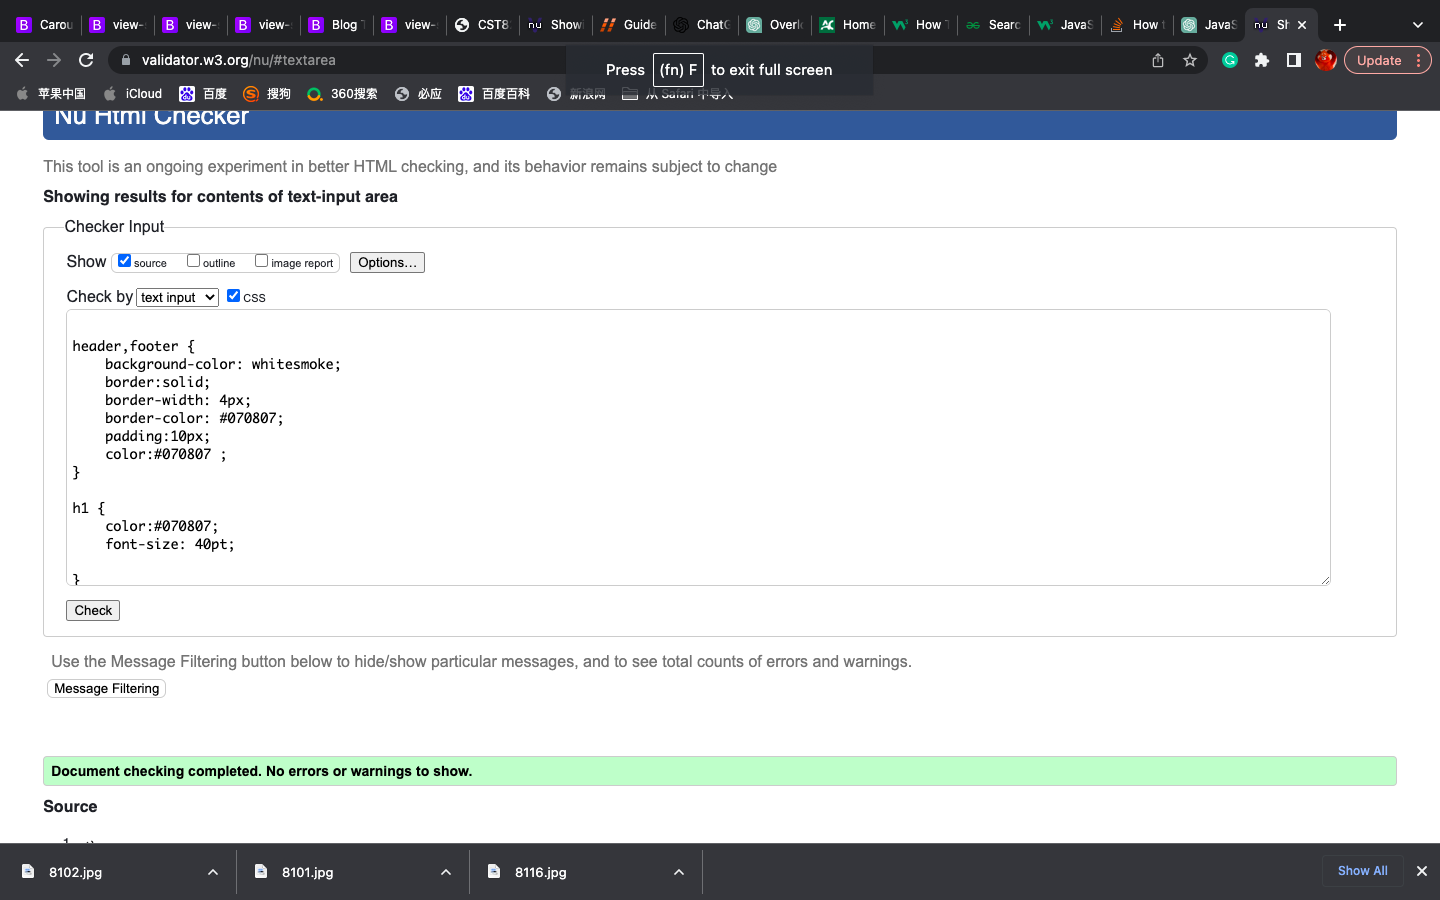 Carou
view-
view-
view-
Blog T
view-
CST8
Show
Guide
ChatG
Overl
Home
How T
Searc
JavaS
How t
JavaS
Sh
validator.w3.org/nu/#textarea
Press (fn) F to exit full screen
Update
苹果中国
iCloud
百度
搜狗
360搜索
必应
百度百科
新浪网
从 Safari 中导入
Nu Html Checker
This tool is an ongoing experiment in better HTML checking, and its behavior remains subject to change
Showing results for contents of text-input area
Checker Input
Show source outline image report Options...
Check by text input CSS
header,footer {
background-color: whitesmoke;
border:solid;
border-width: 4px;
border-color: #070807;
padding:10px;
color:#070807 ;
}
h1 {
color:#070807;
font-size: 40pt;
}
Check
Use the Message Filtering button below to hide/show particular messages, and to see total counts of errors and warnings.
Message Filtering
Document checking completed. No errors or warnings to show.
Source
8102.jpg
8101.jpg
8116.jpg
Show All